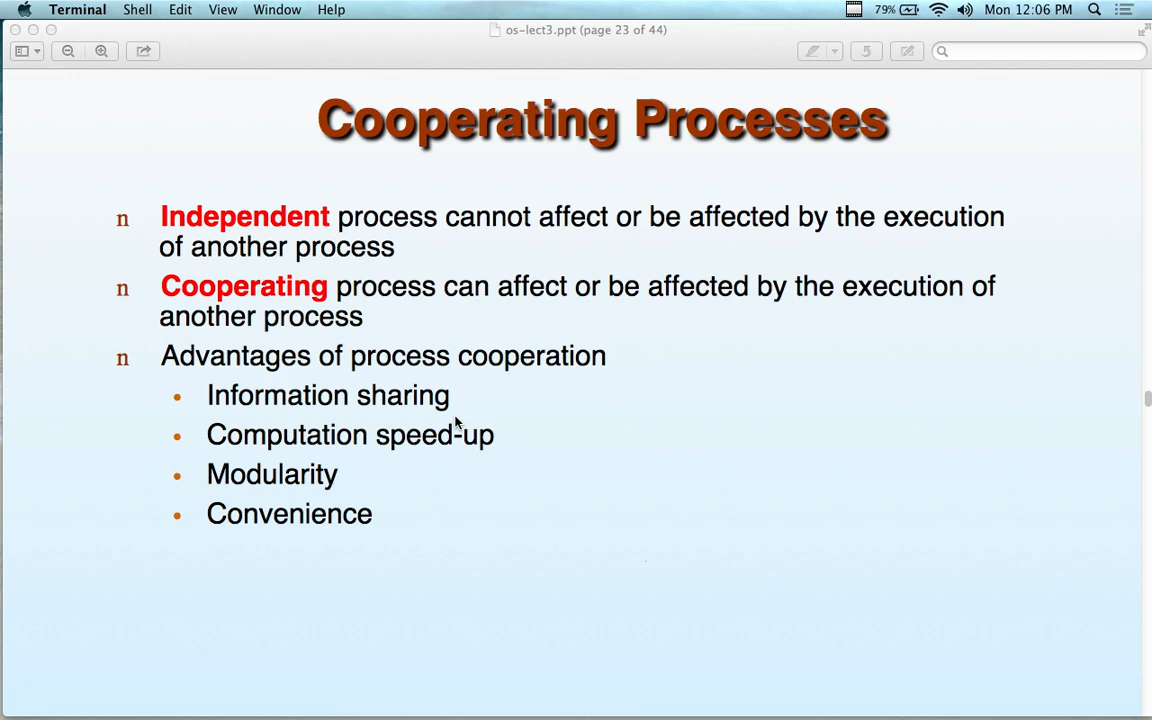 Terminal Shell Edit View Window Help 79% Mon 12:06 PM
os-lect3.ppt (page 23 of 44)
Cooperating Processes
n Independent process cannot affect or be affected by the execution
of another process
n Cooperating process can affect or be affected by the execution of
another process
n Advantages of process cooperation
• Information sharing
• Computation speed-up
• Modularity
• Convenience